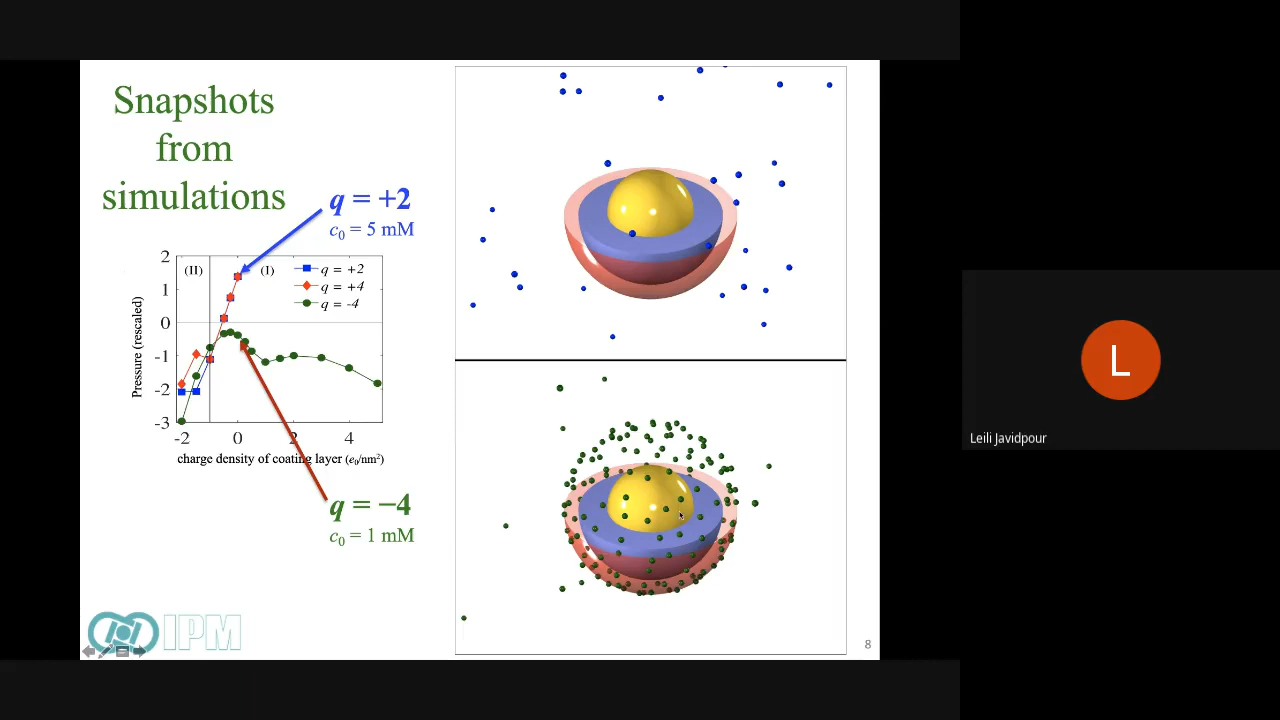 Snapshots
from
simulations
q = +2
c₀ = 5 mM
(II)
(I)
q = +2
q = +4
q = -4
2
1
0
-1
-2
-3
-2
0
2
4
Pressure (rescaled)
charge density of coating layer (e₀/nm²)
q = −4
c₀ = 1 mM
IPM
8
L
Leili Javidpour